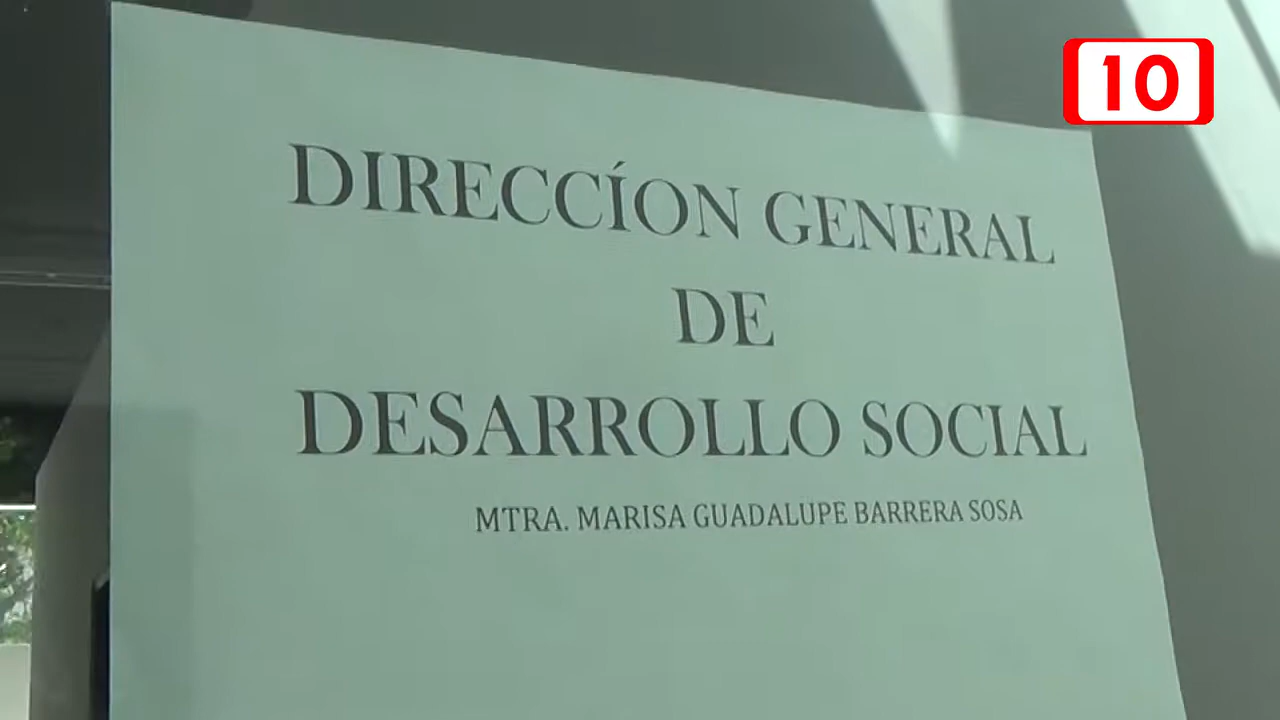 10
DIRECCÍON GENERAL
DE
DESARROLLO SOCIAL
MTRA. MARISA GUADALUPE BARRERA SOSA